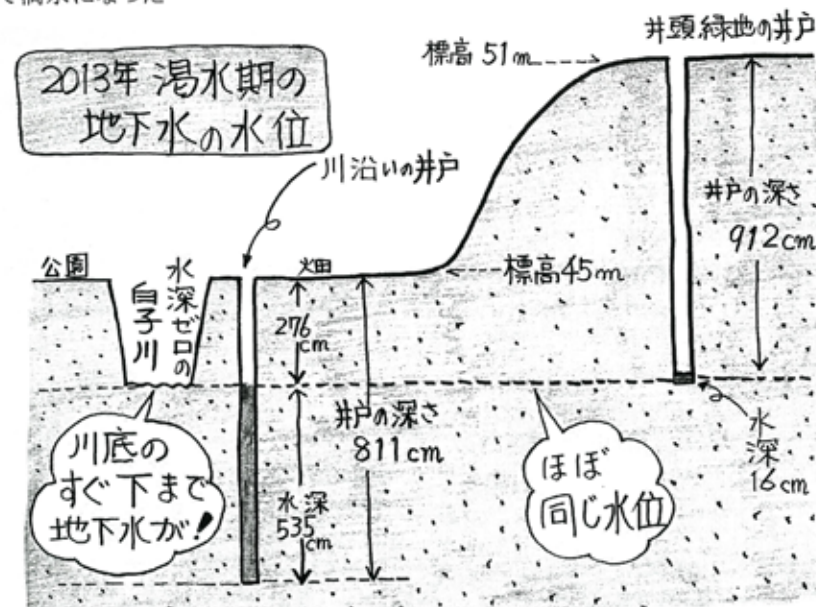 2013年 渇水期の
地下水の水位
井頭緑地の井戸
標高 51m
川沿いの井戸
井戸の深さ
912cm
公園
水深ゼロの
白子川
畑
標高45m
276
cm
井戸の深さ
811cm
川底の
すぐ下まで
地下水が!
水深
535
cm
ほぼ
同じ水位
水深
16cm